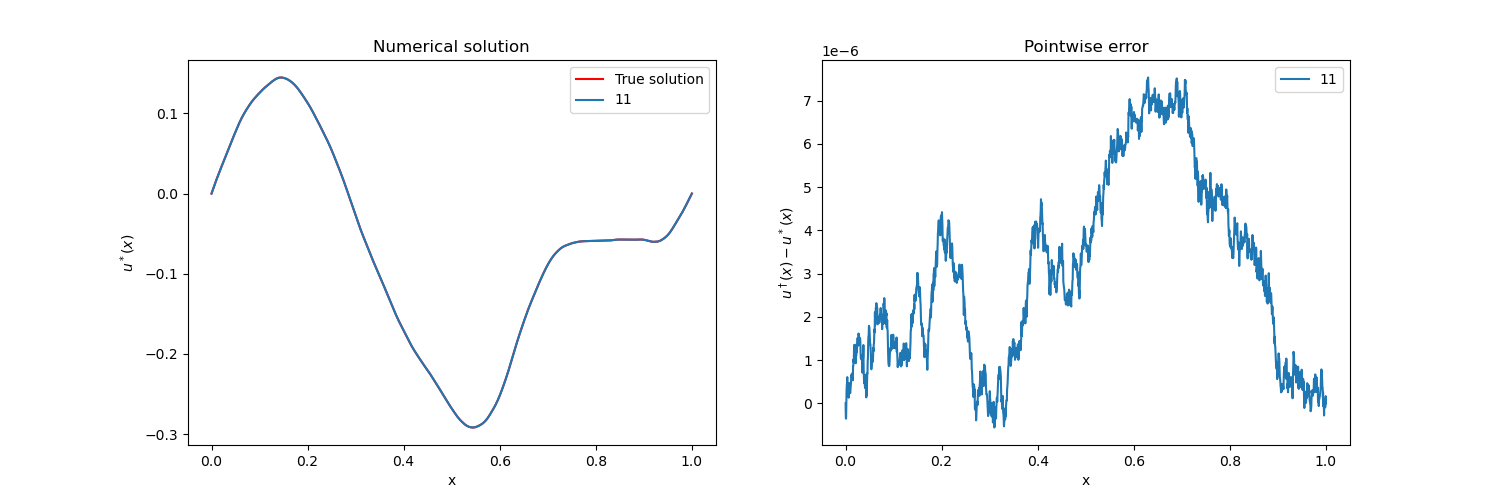 Numerical solution
True solution
11
0.1
0.0
−0.1
−0.2
−0.3
u*(x)
0.0 0.2 0.4 0.6 0.8 1.0
x
Pointwise error
1e−6
11
7
6
5
4
3
2
1
0
u†(x) − u*(x)
0.0 0.2 0.4 0.6 0.8 1.0
x